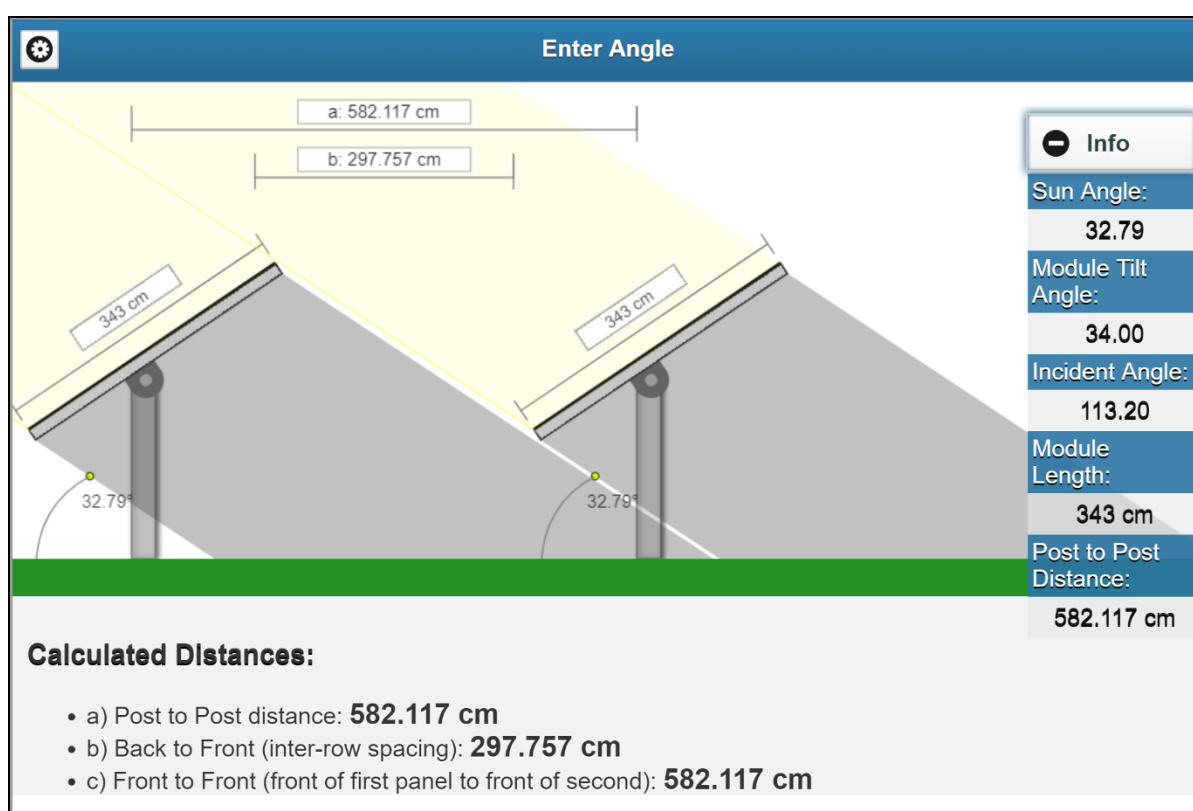 Enter Angle
a: 582.117 cm
b: 297.757 cm
Info
Sun Angle:
32.79
Module Tilt
Angle:
34.00
Incident Angle:
113.20
Module
Length:
343 cm
Post to Post
Distance:
582.117 cm
343 cm
343 cm
32.79°
32.79°
Calculated Distances:
• a) Post to Post distance: 582.117 cm
• b) Back to Front (inter-row spacing): 297.757 cm
• c) Front to Front (front of first panel to front of second): 582.117 cm